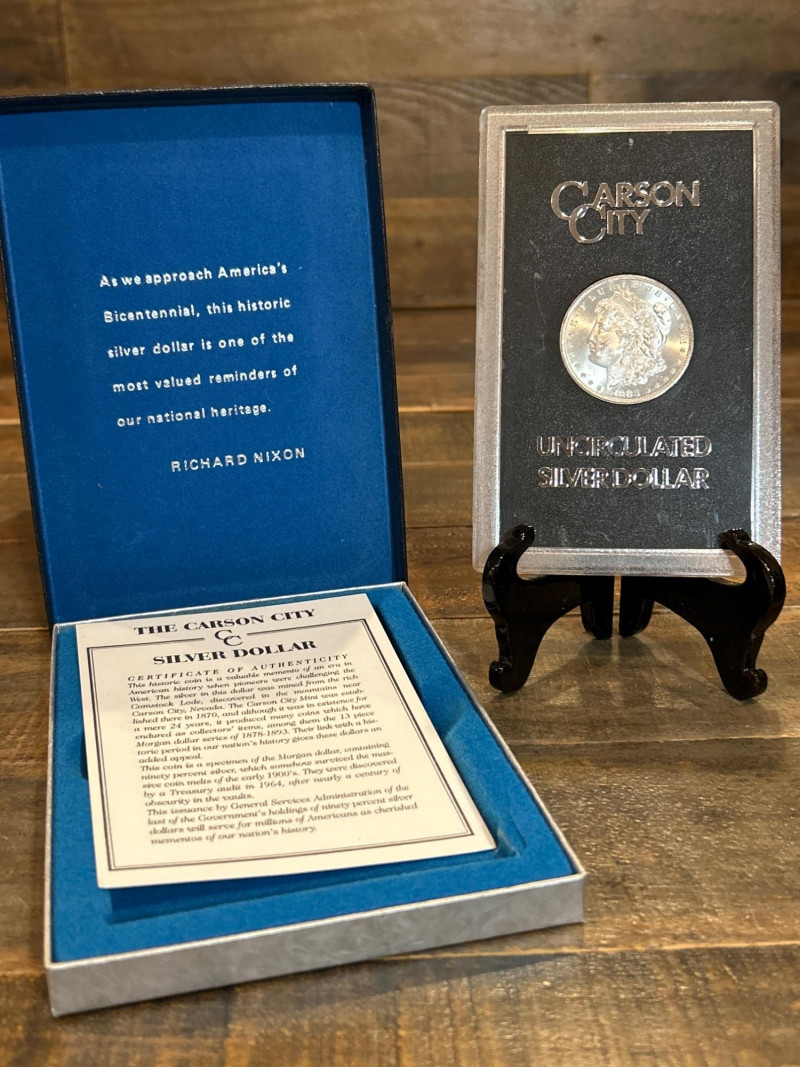 As we approach America's
Bicentennial, this historic
silver dollar is one of the
most valued reminders of
our national heritage.
RICHARD NIXON
CARSON
CITY
UNCIRCULATED
SILVER DOLLAR
THE CARSON CITY
CC
SILVER DOLLAR
CERTIFICATE OF AUTHENTICITY
This historic coin is a valuable memento of an era in
American history when pioneers were challenging the
West. The silver in this dollar was mined from the rich
Comstock Lode, discovered in the mountains near
Carson City, Nevada. The Carson City Mint was estab-
lished there in 1870, and although it was in existence for
a mere 24 years, it produced many coins which have
endured as collectors' items, among them the 13 piece
Morgan dollar series of 1878-1893. Their link with a his-
toric period in our nation's history gives these dollars an
added appeal.
This coin is a specimen of the Morgan dollar, containing
ninety percent silver, which somehow survived the mas-
sive coin melts of the early 1900's. They were discovered
by a Treasury audit in 1964, after nearly a century of
obscurity in the vaults.
This issuance by General Services Administration of the
last of the Government's holdings of ninety percent silver
dollars will serve for millions of Americans as cherished
mementos of our nation's history.